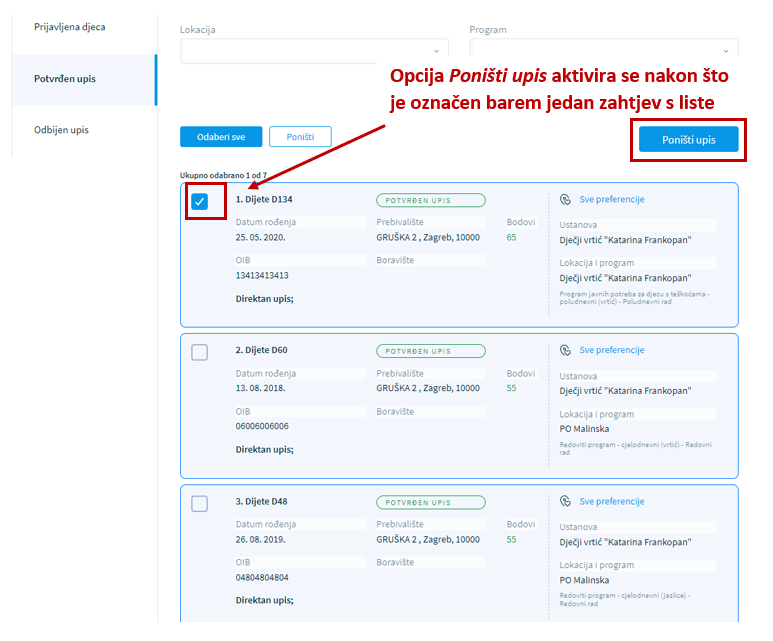 Prijavljena djeca
Potvrđen upis
Odbijen upis
Lokacija
Program
Opcija Poništi upis aktivira se nakon što
je označen barem jedan zahtjev s liste
Odaberi sve
Poništi
Poništi upis
Ukupno odabrano 1 od 7
1. Dijete D134
POTVRĐEN UPIS
Sve preferencije
Datum rođenja
Prebivalište
Bodovi
25. 05. 2020.
GRUŠKA 2 , Zagreb, 10000
65
OIB
Boravište
13413413413
Direktan upis;
Ustanova
Dječji vrtić "Katarina Frankopan"
Lokacija i program
Dječji vrtić "Katarina Frankopan"
Program javnih potreba za djecu s teškoćama -
poludnevni (vrtić) - Poludnevni rad
2. Dijete D60
POTVRĐEN UPIS
Sve preferencije
Datum rođenja
Prebivalište
Bodovi
13. 08. 2018.
GRUŠKA 2 , Zagreb, 10000
55
OIB
Boravište
06006006006
Direktan upis;
Ustanova
Dječji vrtić "Katarina Frankopan"
Lokacija i program
PO Malinska
Redoviti program - cjelodnevni (vrtić) - Redovni
rad
3. Dijete D48
POTVRĐEN UPIS
Sve preferencije
Datum rođenja
Prebivalište
Bodovi
26. 08. 2019.
GRUŠKA 2 , Zagreb, 10000
55
OIB
Boravište
04804804804
Direktan upis;
Ustanova
Dječji vrtić "Katarina Frankopan"
Lokacija i program
PO Malinska
Redoviti program - cjelodnevni (jaslice) -
Redovni rad